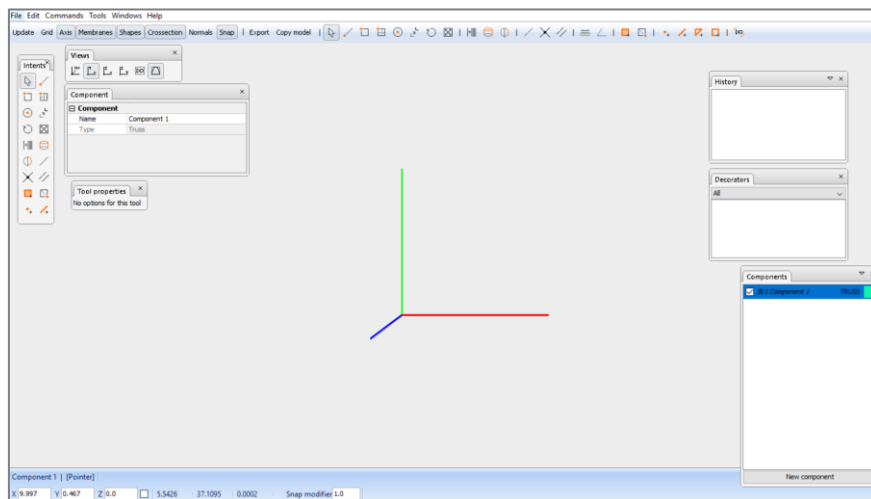 File Edit Commands Tools Windows Help
Update Grid Axis Membranes Shapes Crossection Normals Snap Export Copy model
Intents
Views
Component
Component
Name Component 1
Type Truss
Tool properties
No options for this tool
History
Decorators
All
Components
Component TRUSS
New component
Component 1 | [Pointer]
X 9.997 Y 0.467 Z 0.0 5.5426 37.1095 0.0002 Snap modifier 1.0